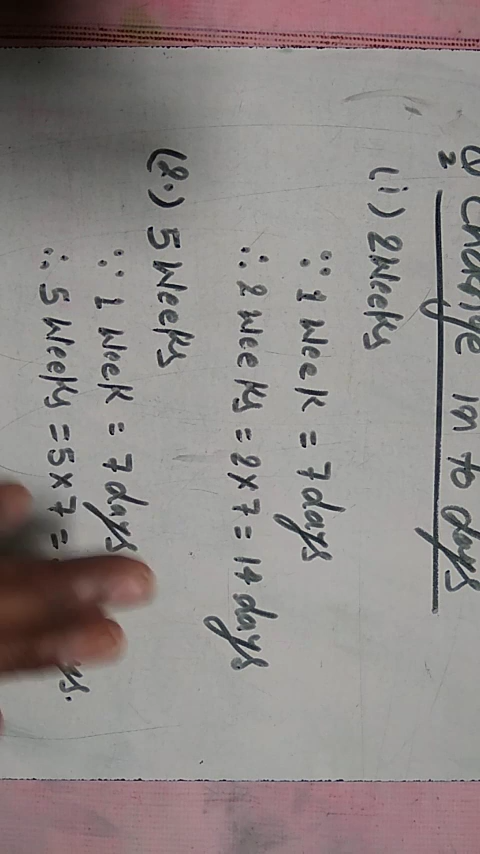 Q2 Change in to days
(i) 2 Weeks
∵ 1 Week = 7 days
∴ 2 Weeks = 2 × 7 = 14 days
(2.) 5 Weeks
∵ 1 Week = 7 days
∴ 5 Weeks = 5 × 7 =